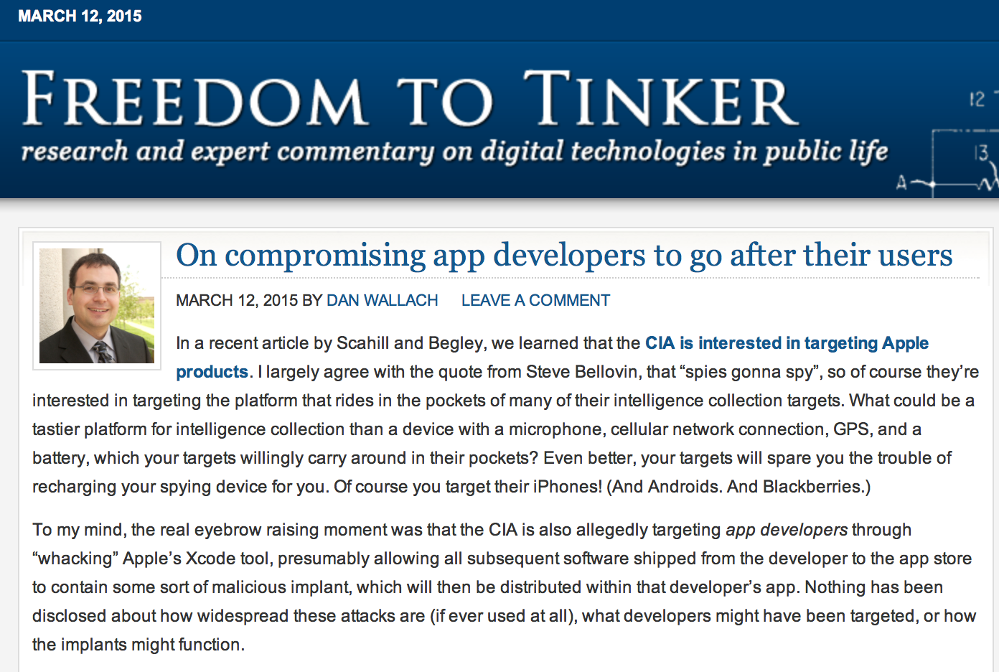 MARCH 12, 2015
FREEDOM TO TINKER
research and expert commentary on digital technologies in public life
12
13
A
On compromising app developers to go after their users
MARCH 12, 2015 BY DAN WALLACH LEAVE A COMMENT
In a recent article by Scahill and Begley, we learned that the CIA is interested in targeting Apple
products. I largely agree with the quote from Steve Bellovin, that “spies gonna spy”, so of course they’re
interested in targeting the platform that rides in the pockets of many of their intelligence collection targets. What could be a
tastier platform for intelligence collection than a device with a microphone, cellular network connection, GPS, and a
battery, which your targets willingly carry around in their pockets? Even better, your targets will spare you the trouble of
recharging your spying device for you. Of course you target their iPhones! (And Androids. And Blackberries.)
To my mind, the real eyebrow raising moment was that the CIA is also allegedly targeting app developers through
“whacking” Apple’s Xcode tool, presumably allowing all subsequent software shipped from the developer to the app store
to contain some sort of malicious implant, which will then be distributed within that developer’s app. Nothing has been
disclosed about how widespread these attacks are (if ever used at all), what developers might have been targeted, or how
the implants might function.